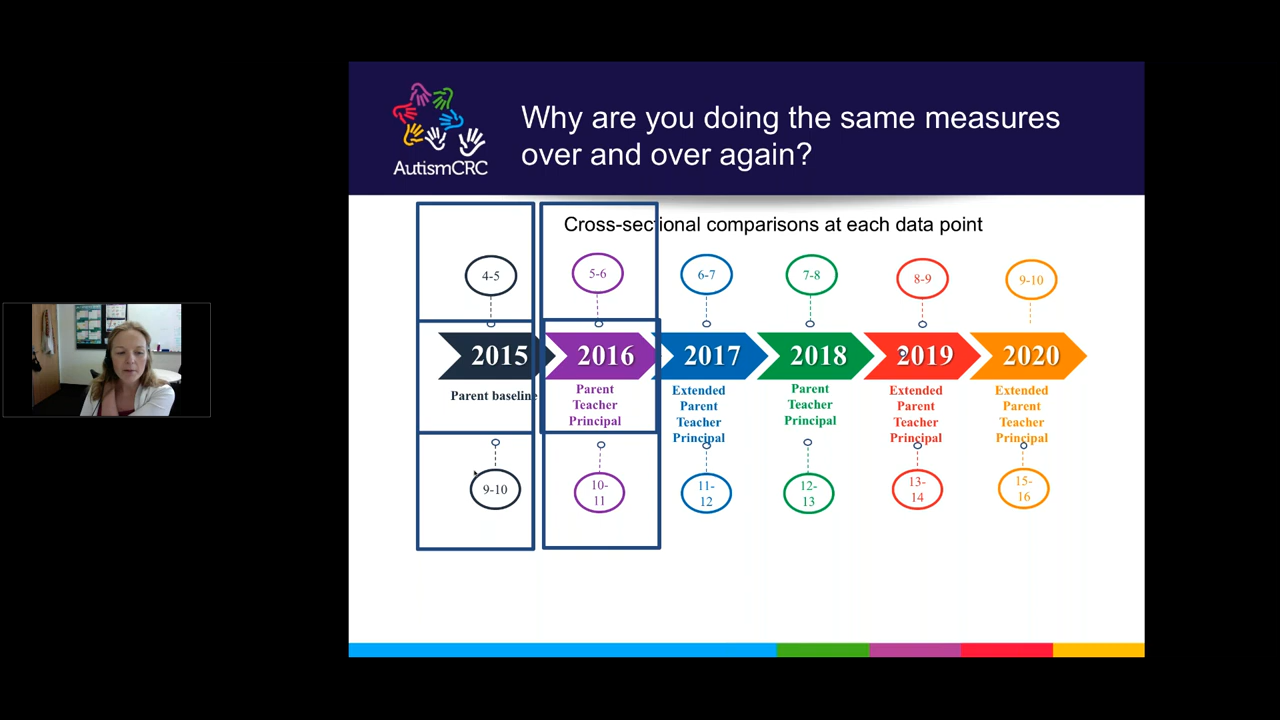 Why are you doing the same measures
over and over again?
AutismCRC
Cross-sectional comparisons at each data point
4-5
5-6
6-7
7-8
8-9
9-10
2015
2016
2017
2018
2019
2020
Parent baseline
Parent
Teacher
Principal
Extended
Parent
Teacher
Principal
Parent
Teacher
Principal
Extended
Parent
Teacher
Principal
Extended
Parent
Teacher
Principal
9-10
10-
11
11-
12
12-
13
13-
14
15-
16